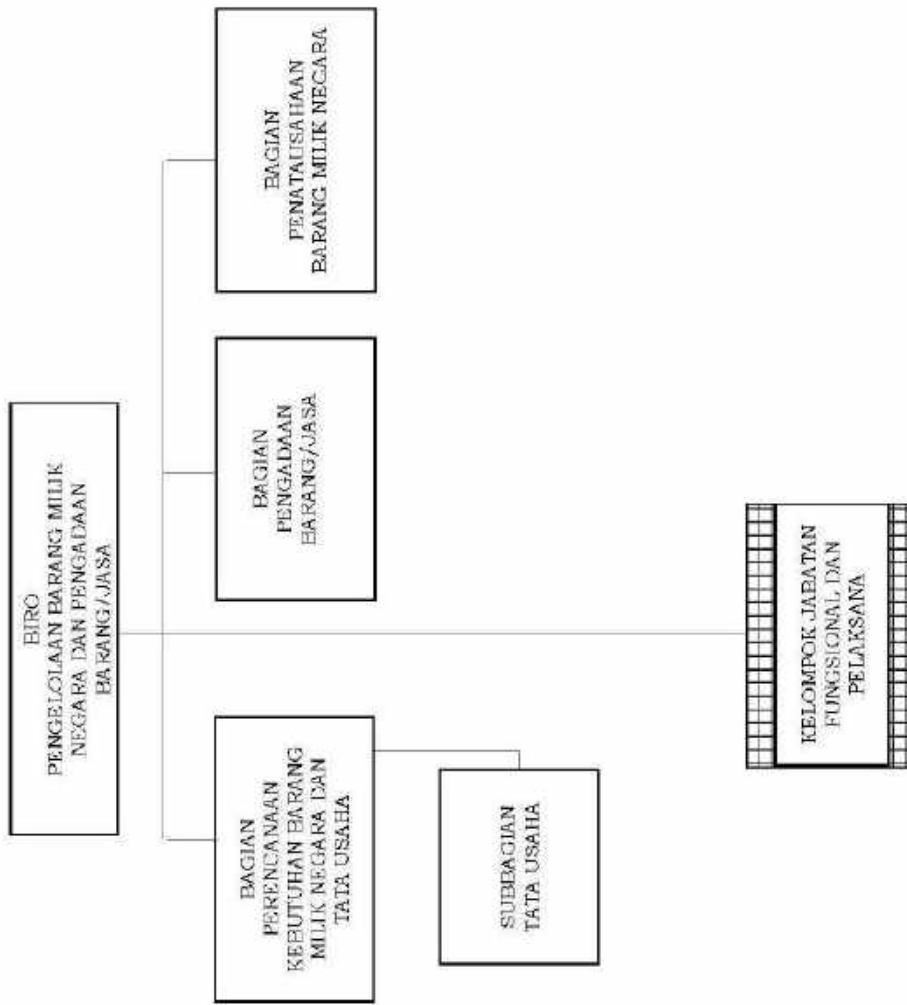 BIRO
PENGELOLAAN BARANG MILIK
NEGARA DAN PENGADAAN
BARANG/JASA
BAGIAN
PERENCANAAN
KEBUTUHAN BARANG
MILIK NEGARA DAN
TATA USAHA
BAGIAN
PENGADAAN
BARANG/JASA
BAGIAN
PENATAUSAHAAN
BARANG MILIK NEGARA
SUBBAGIAN
TATA USAHA
KELOMPOK JABATAN
FUNGSIONAL DAN
PELAKSANA